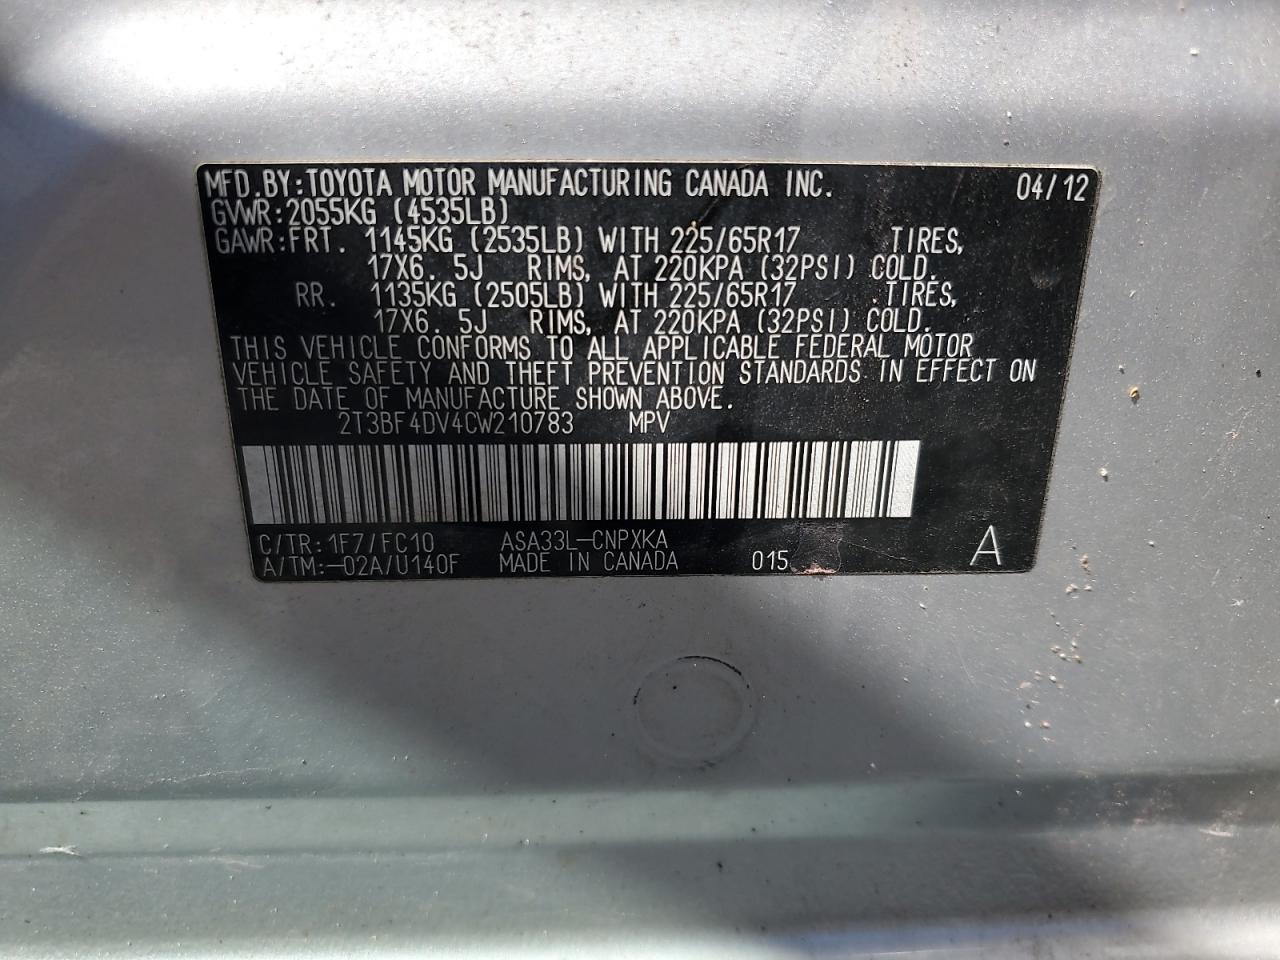 MFD.BY:TOYOTA MOTOR MANUFACTURING CANADA INC. 04/12
GVWR:2055KG (4535LB)
GAWR:FRT. 1145KG (2535LB) WITH 225/65R17 TIRES,
17X6.5J RIMS, AT 220KPA (32PSI) COLD.
RR. 1135KG (2505LB) WITH 225/65R17 TIRES,
17X6.5J RIMS, AT 220KPA (32PSI) COLD.
THIS VEHICLE CONFORMS TO ALL APPLICABLE FEDERAL MOTOR
VEHICLE SAFETY AND THEFT PREVENTION STANDARDS IN EFFECT ON
THE DATE OF MANUFACTURE SHOWN ABOVE.
2T3BF4DV4CW210783 MPV
C/TR:1F7/FC10 ASA33L-CNPXKA
A/TM:-02A/U140F MADE IN CANADA 015 A